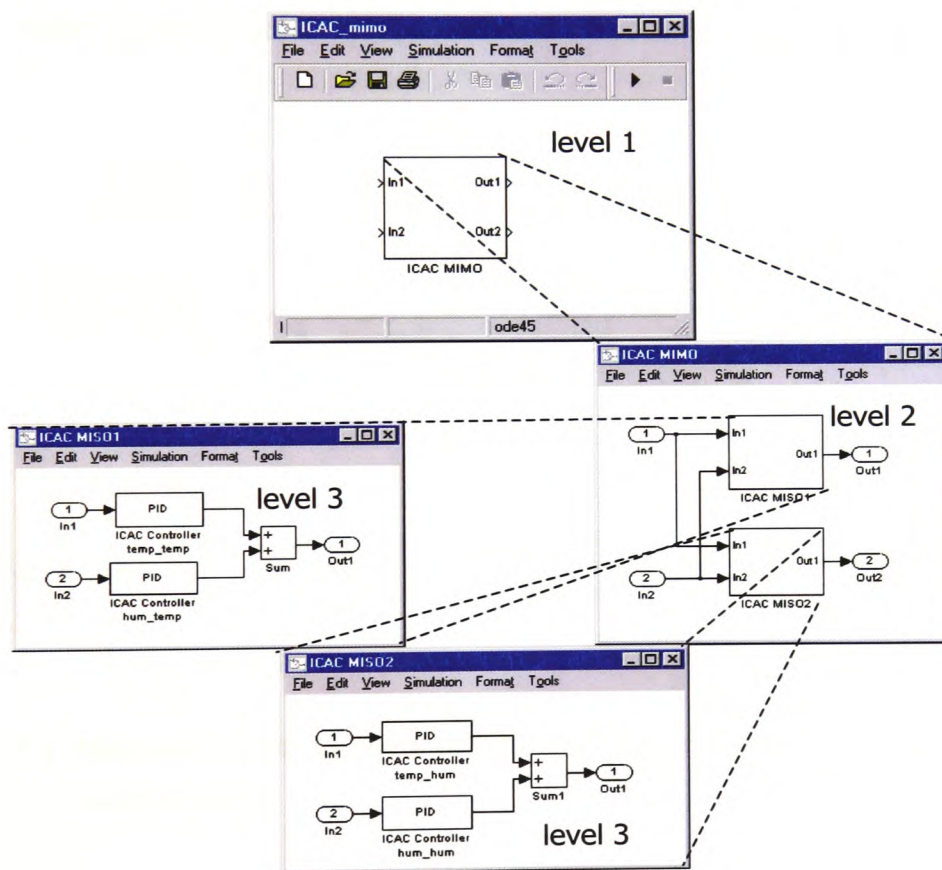 ICAC_mimo
File Edit View Simulation Format Tools
level 1
In1 Out1
In2 Out2
ICAC MIMO
ode45
ICAC MIMO
File Edit View Simulation Format Tools
level 2
1
In1
In1
In2
Out1
1
Out1
ICAC MISO1
In1
In2
Out1
2
In2
2
Out2
ICAC MISO2
ICAC MISO1
File Edit View Simulation Format Tools
level 3
1
In1
PID
ICAC Controller
temp_temp
2
In2
PID
ICAC Controller
hum_temp
+
+
Sum
1
Out1
ICAC MISO2
File Edit View Simulation Format Tools
1
In1
PID
ICAC Controller
temp_hum
2
In2
PID
ICAC Controller
hum_hum
+
+
Sum1
1
Out1
level 3